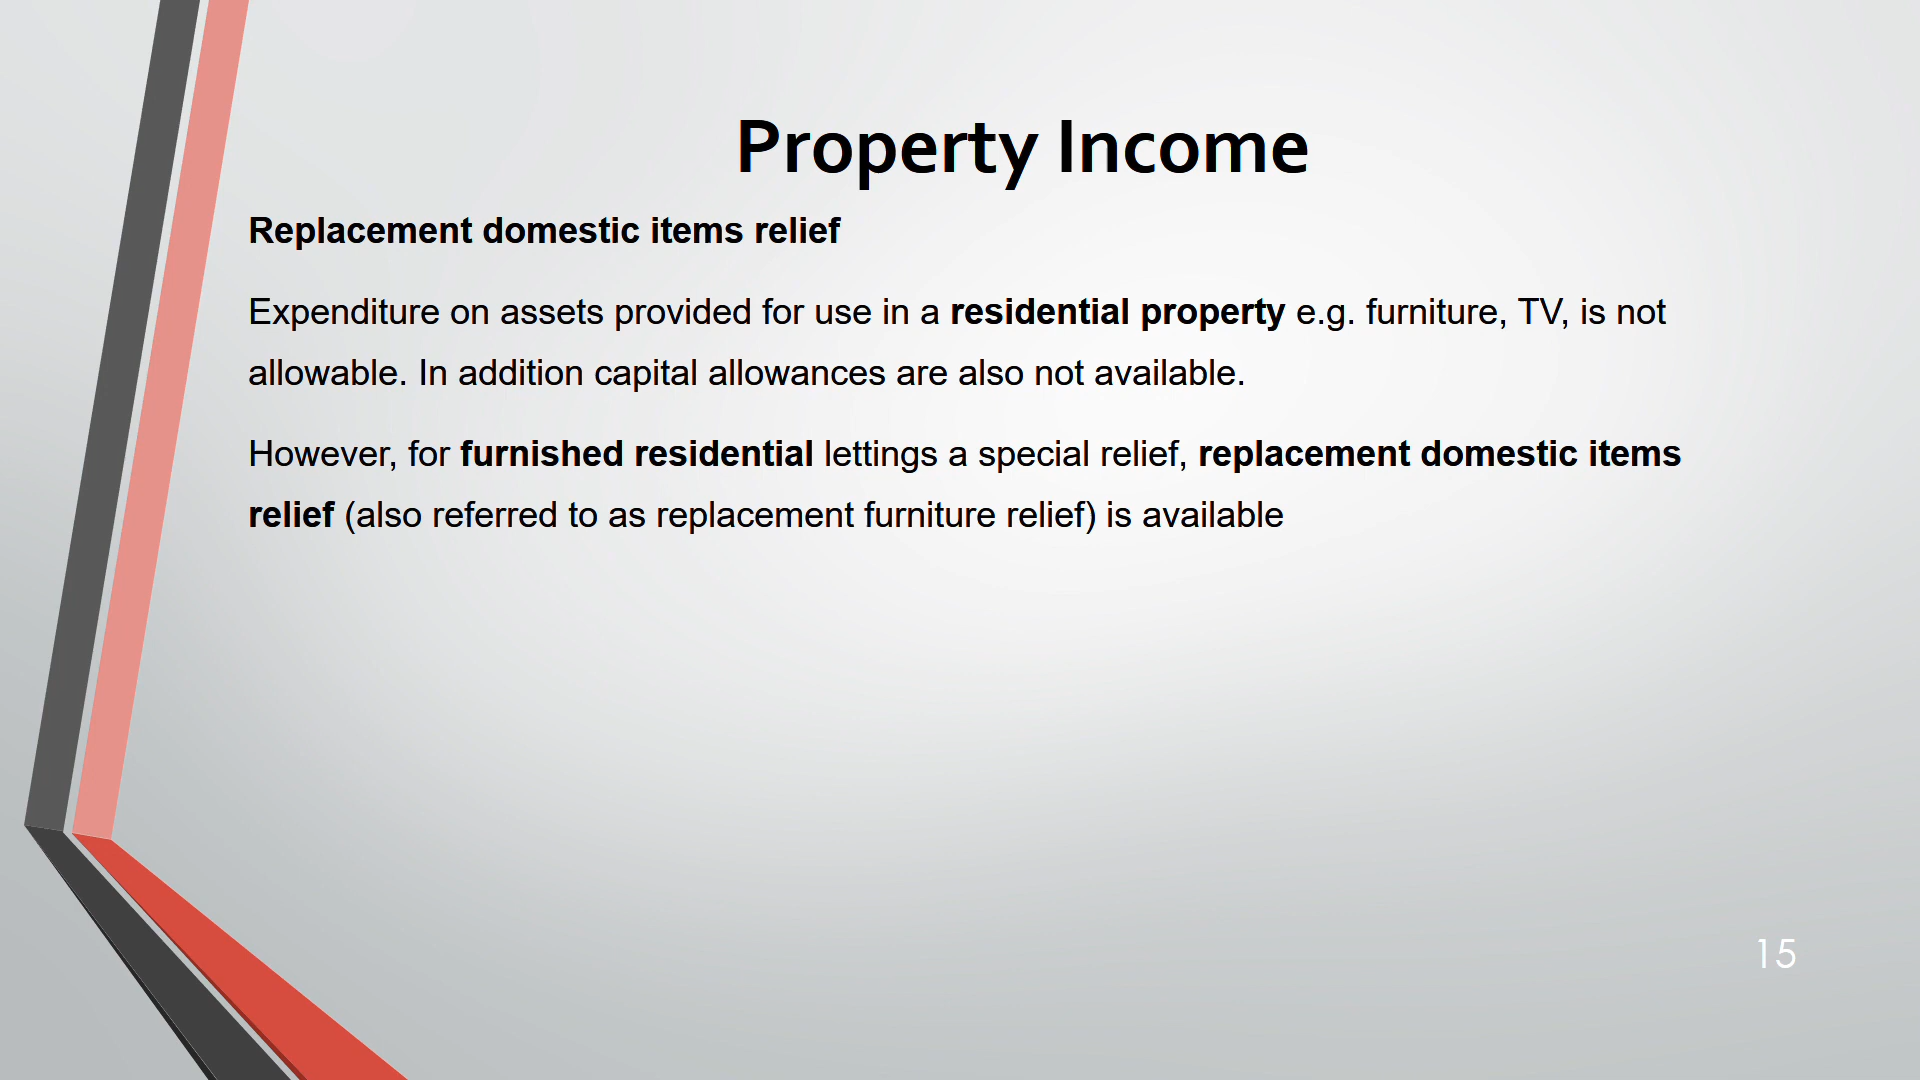 Property Income
Replacement domestic items relief
Expenditure on assets provided for use in a residential property e.g. furniture, TV, is not
allowable. In addition capital allowances are also not available.
However, for furnished residential lettings a special relief, replacement domestic items
relief (also referred to as replacement furniture relief) is available
15